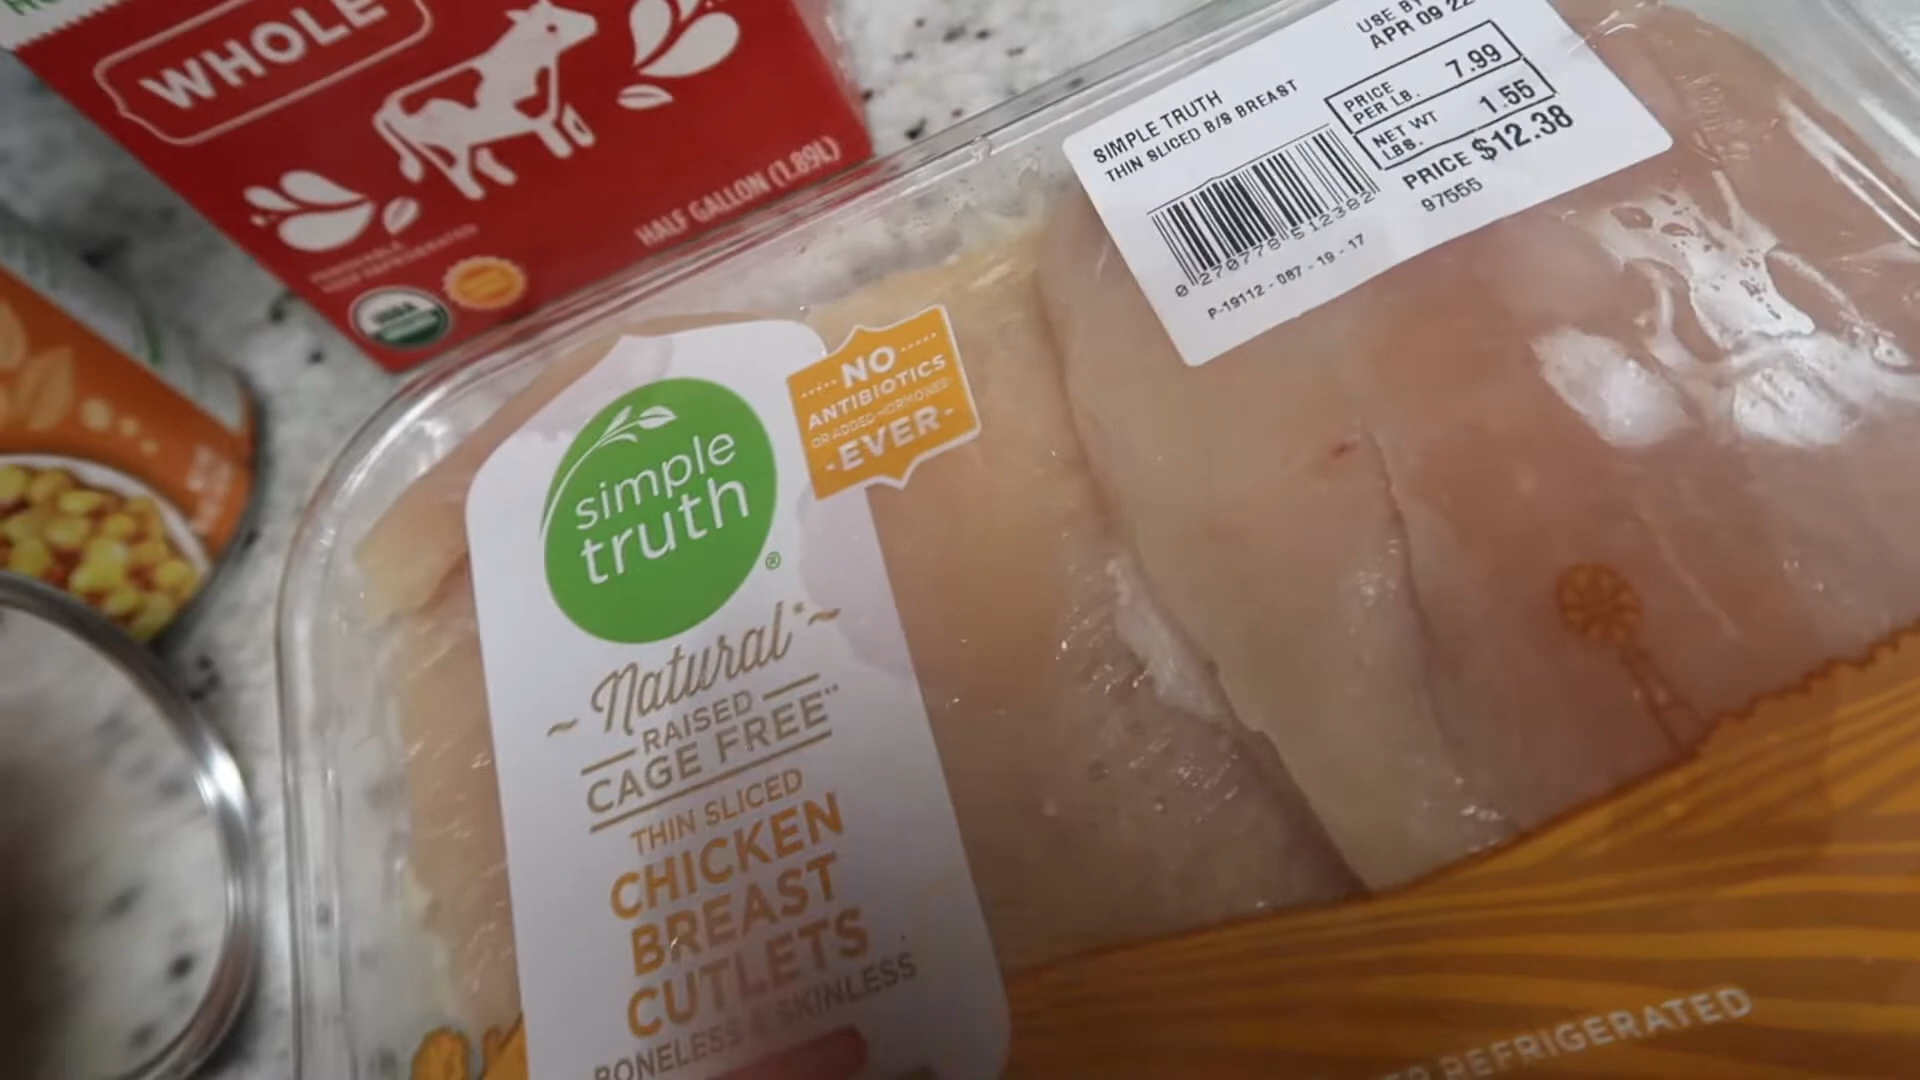 WHOLE
HALF GALLON (1.89L)
USDA
SIMPLE TRUTH
THIN SLICED B/S BREAST
USE BY
APR 09 22
PRICE PER LB. 7.99
NET WT LBS. 1.55
PRICE $12.38
97555
0 270778 512382
P-19112 - 087 - 19 - 17
NO
ANTIBIOTICS
OR ADDED HORMONES
EVER
simple
truth®
Natural*
RAISED
CAGE FREE**
THIN SLICED
CHICKEN
BREAST
CUTLETS
BONELESS & SKINLESS
REFRIGERATED